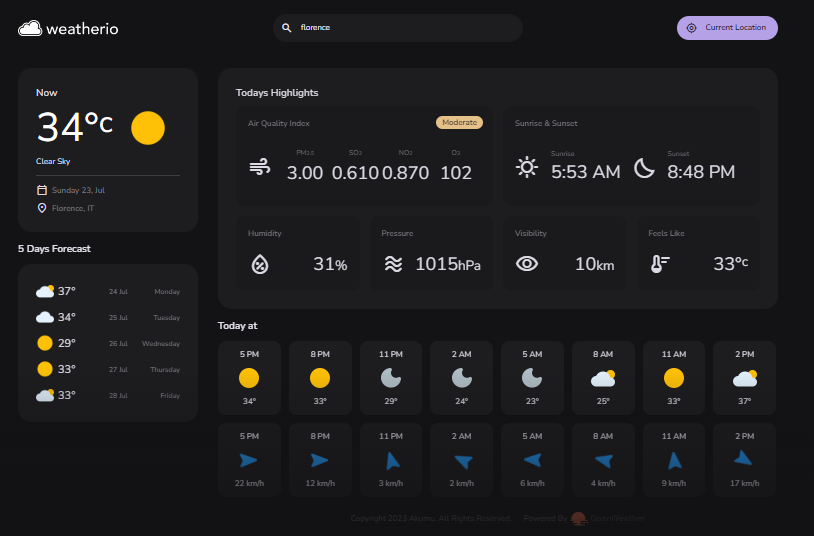 weatherio
florence
Current Location
Now
34°c
Clear Sky
Sunday 23, Jul
Florence, IT
5 Days Forecast
37° 24 Jul Monday
34° 25 Jul Tuesday
29° 26 Jul Wednesday
33° 27 Jul Thursday
33° 28 Jul Friday
Todays Highlights
Air Quality Index Moderate
PM2.5 SO2 NO2 O3
3.00 0.610 0.870 102
Sunrise & Sunset
Sunrise Sunset
5:53 AM 8:48 PM
Humidity
31%
Pressure
1015hPa
Visibility
10km
Feels Like
33°c
Today at
5 PM 8 PM 11 PM 2 AM 5 AM 8 AM 11 AM 2 PM
34° 33° 29° 24° 23° 25° 33° 37°
5 PM 8 PM 11 PM 2 AM 5 AM 8 AM 11 AM 2 PM
22 km/h 12 km/h 3 km/h 2 km/h 6 km/h 4 km/h 9 km/h 17 km/h
Copyright 2023 Akumu. All Rights Reserved. Powered By OpenWeather